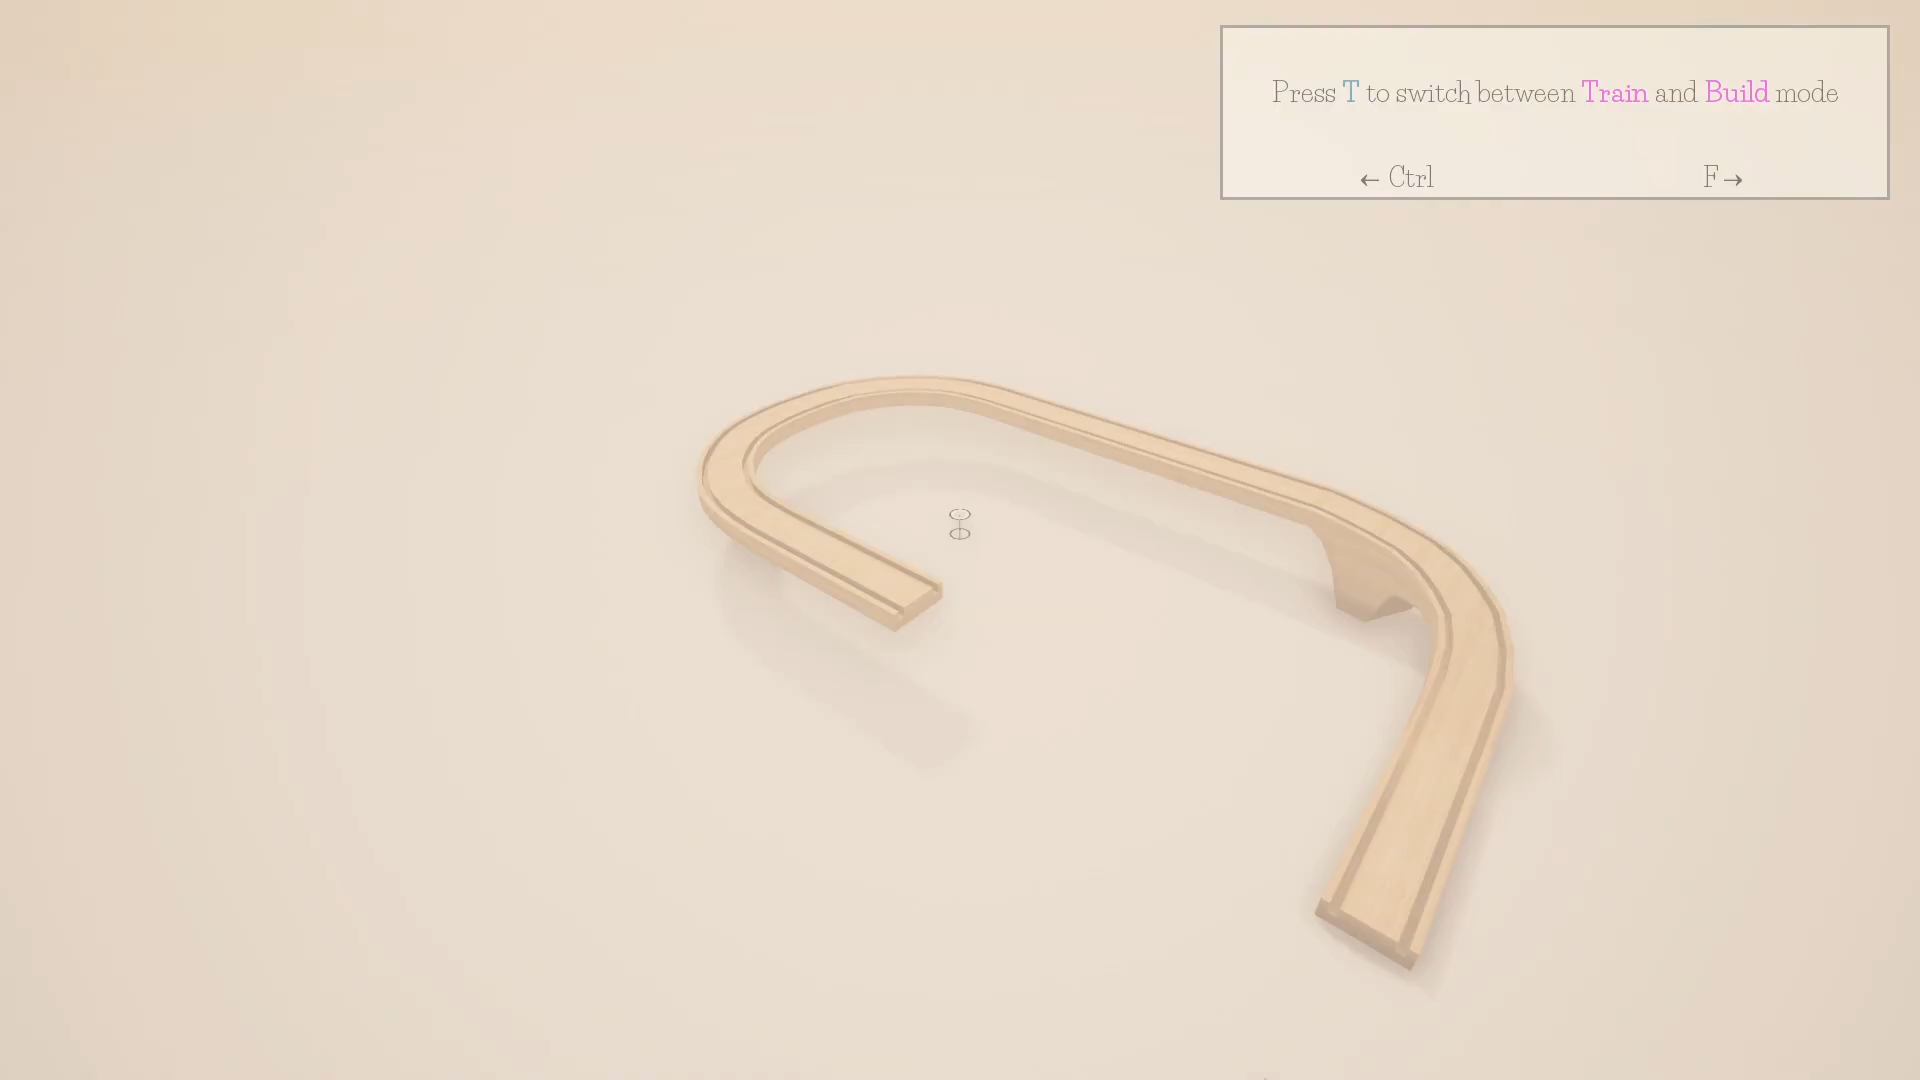 Press T to switch between Train and Build mode
← Ctrl F→